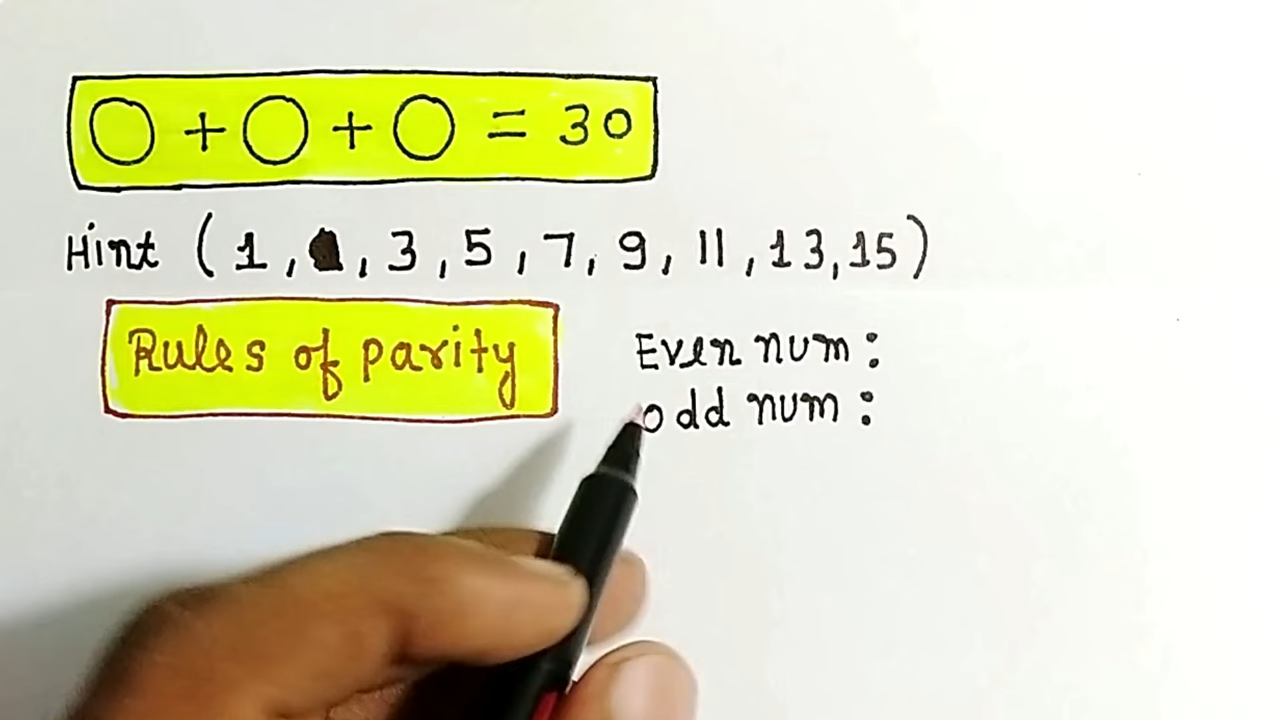 O + O + O = 30
Hint (1, , 3, 5, 7, 9, 11, 13, 15)
Rules of parity
Even num :
odd num :